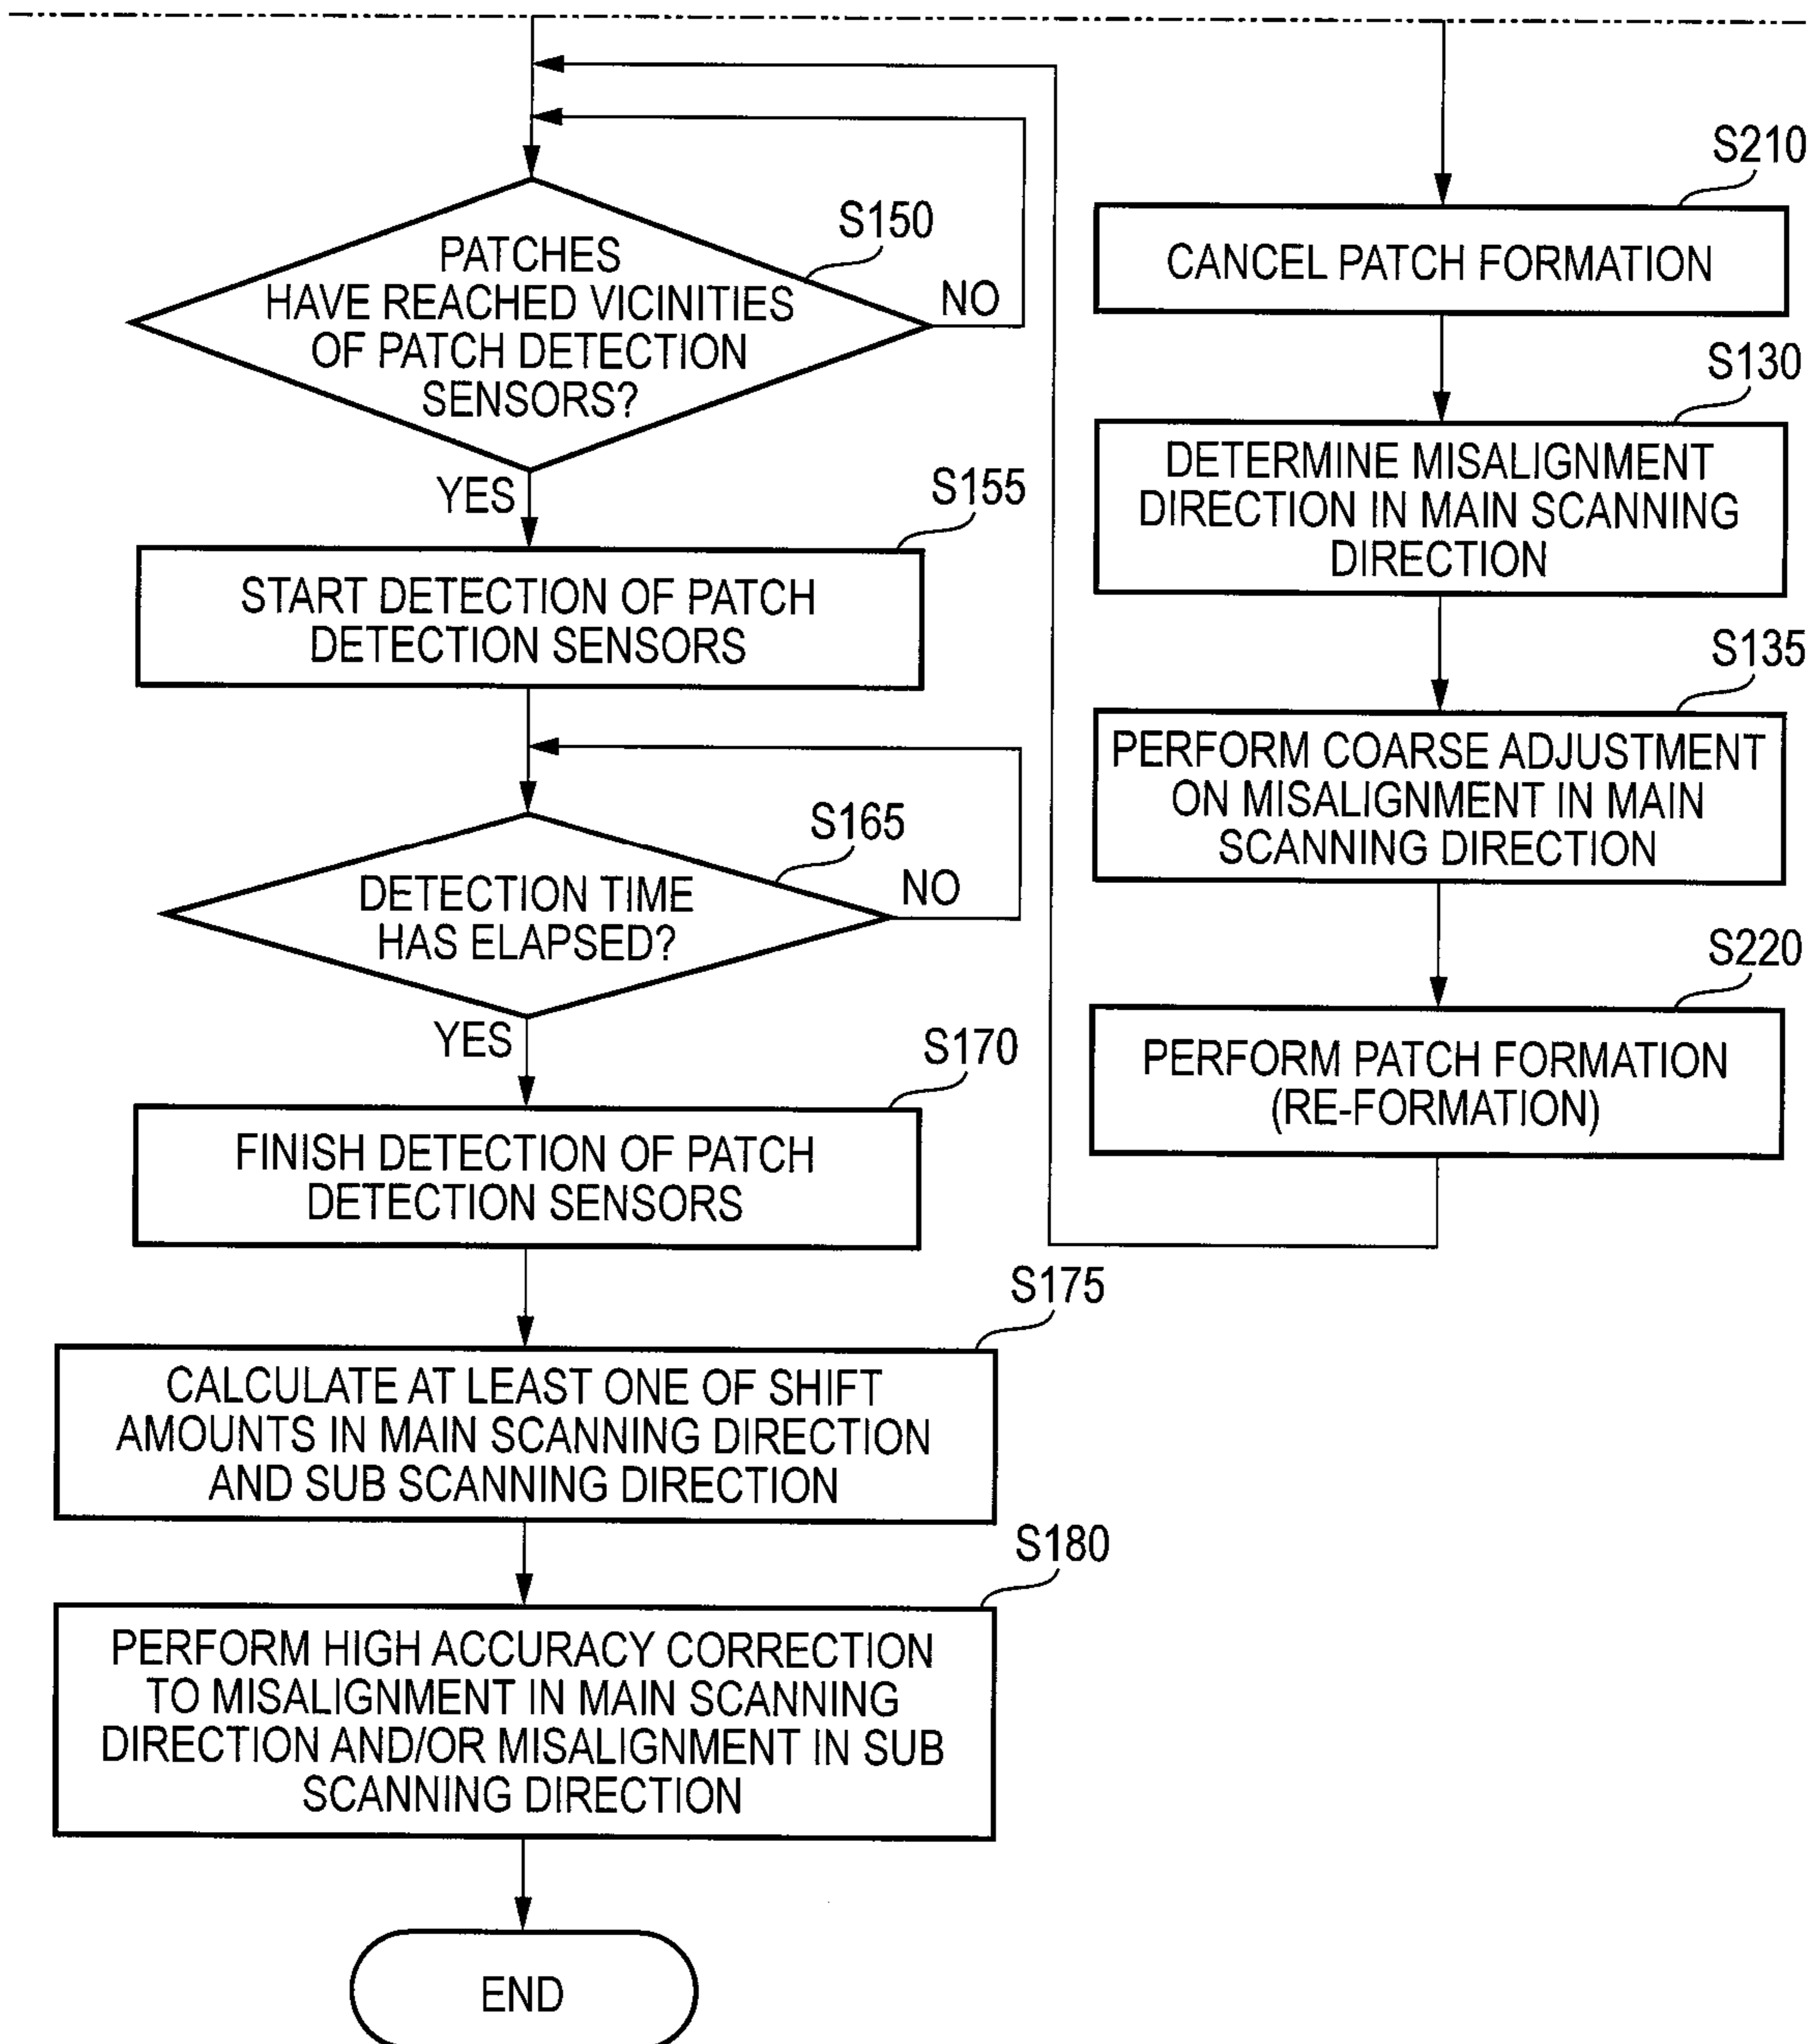 S150
PATCHES
HAVE REACHED VICINITIES
OF PATCH DETECTION
SENSORS?
NO
YES
S155
START DETECTION OF PATCH
DETECTION SENSORS
S165
DETECTION TIME
HAS ELAPSED?
NO
YES
S170
FINISH DETECTION OF PATCH
DETECTION SENSORS
S175
CALCULATE AT LEAST ONE OF SHIFT
AMOUNTS IN MAIN SCANNING DIRECTION
AND SUB SCANNING DIRECTION
S180
PERFORM HIGH ACCURACY CORRECTION
TO MISALIGNMENT IN MAIN SCANNING
DIRECTION AND/OR MISALIGNMENT IN SUB
SCANNING DIRECTION
END
S210
CANCEL PATCH FORMATION
S130
DETERMINE MISALIGNMENT
DIRECTION IN MAIN SCANNING
DIRECTION
S135
PERFORM COARSE ADJUSTMENT
ON MISALIGNMENT IN MAIN
SCANNING DIRECTION
S220
PERFORM PATCH FORMATION
(RE-FORMATION)